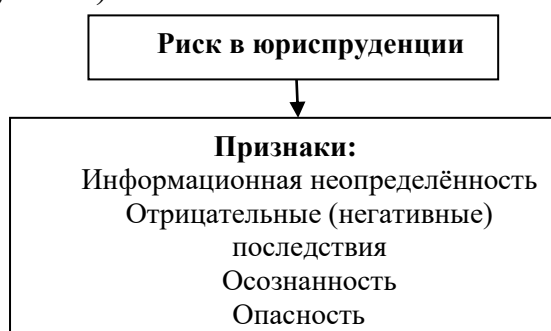 Риск в юриспруденции
Признаки:
Информационная неопределённость
Отрицательные (негативные)
последствия
Осознанность
Опасность